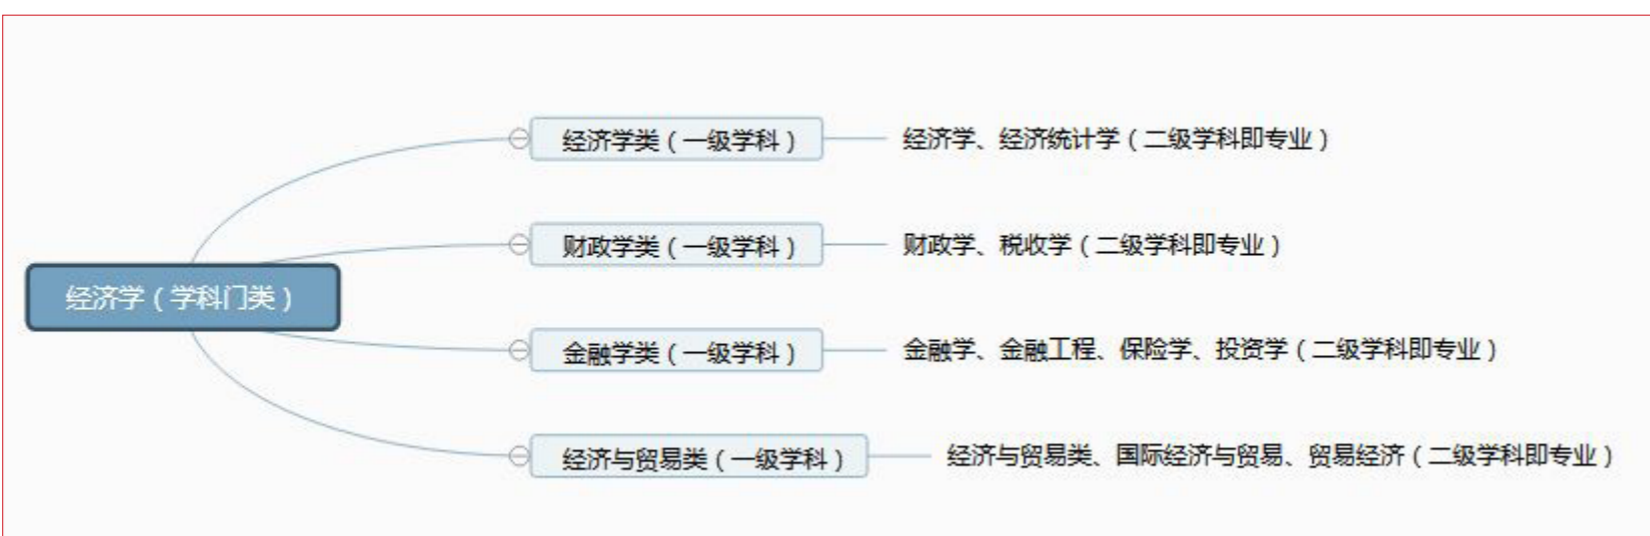 经济学类（一级学科）
经济学、经济统计学（二级学科即专业）
财政学类（一级学科）
财政学、税收学（二级学科即专业）
经济学（学科门类）
金融学类（一级学科）
金融学、金融工程、保险学、投资学（二级学科即专业）
经济与贸易类（一级学科）
经济与贸易类、国际经济与贸易、贸易经济（二级学科即专业）